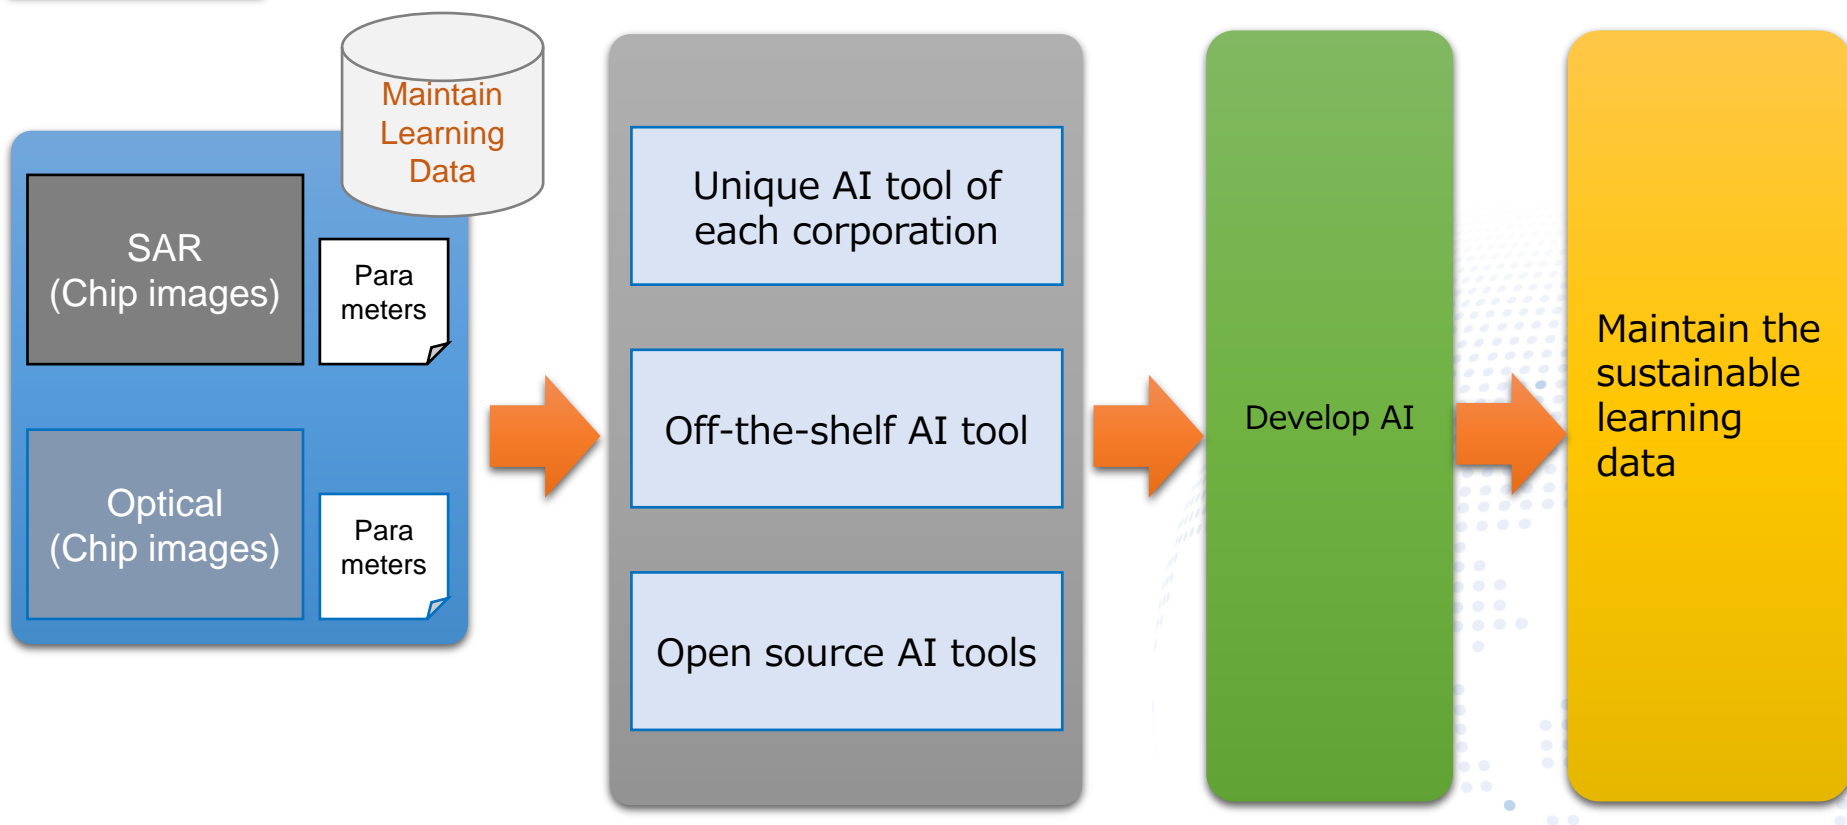 Maintain
Learning
Data
SAR
(Chip images)
Para
meters
Optical
(Chip images)
Para
meters
Unique AI tool of
each corporation
Off-the-shelf AI tool
Open source AI tools
Develop AI
Maintain the
sustainable
learning
data